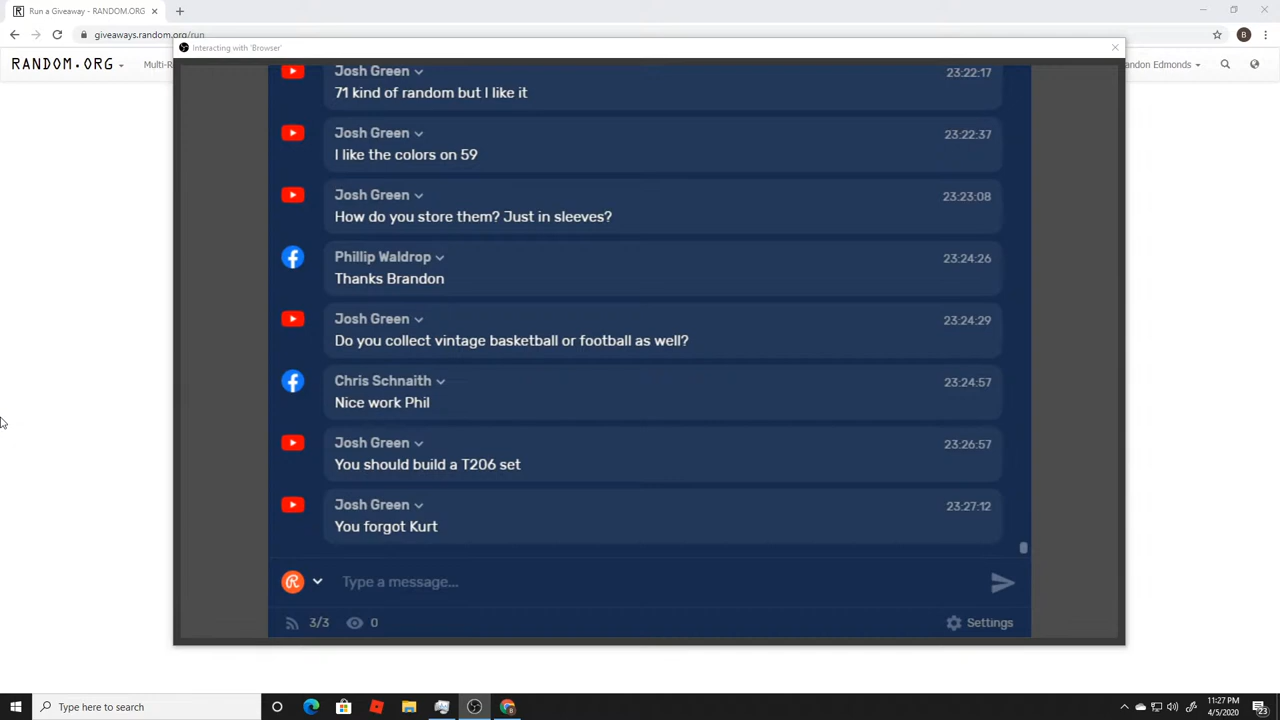 Run a Giveaway - RANDOM.ORG
giveaways.random.org/run
B
Interacting with 'Browser'
RANDOM.ORG
Multi-R
andon Edmonds
Josh Green
23:22:17
71 kind of random but I like it
Josh Green
23:22:37
I like the colors on 59
Josh Green
23:23:08
How do you store them? Just in sleeves?
Phillip Waldrop
23:24:26
Thanks Brandon
Josh Green
23:24:29
Do you collect vintage basketball or football as well?
Chris Schnaith
23:24:57
Nice work Phil
Josh Green
23:26:57
You should build a T206 set
Josh Green
23:27:12
You forgot Kurt
Type a message...
3/3
0
Settings
Type here to search
11:27 PM
4/5/2020
23